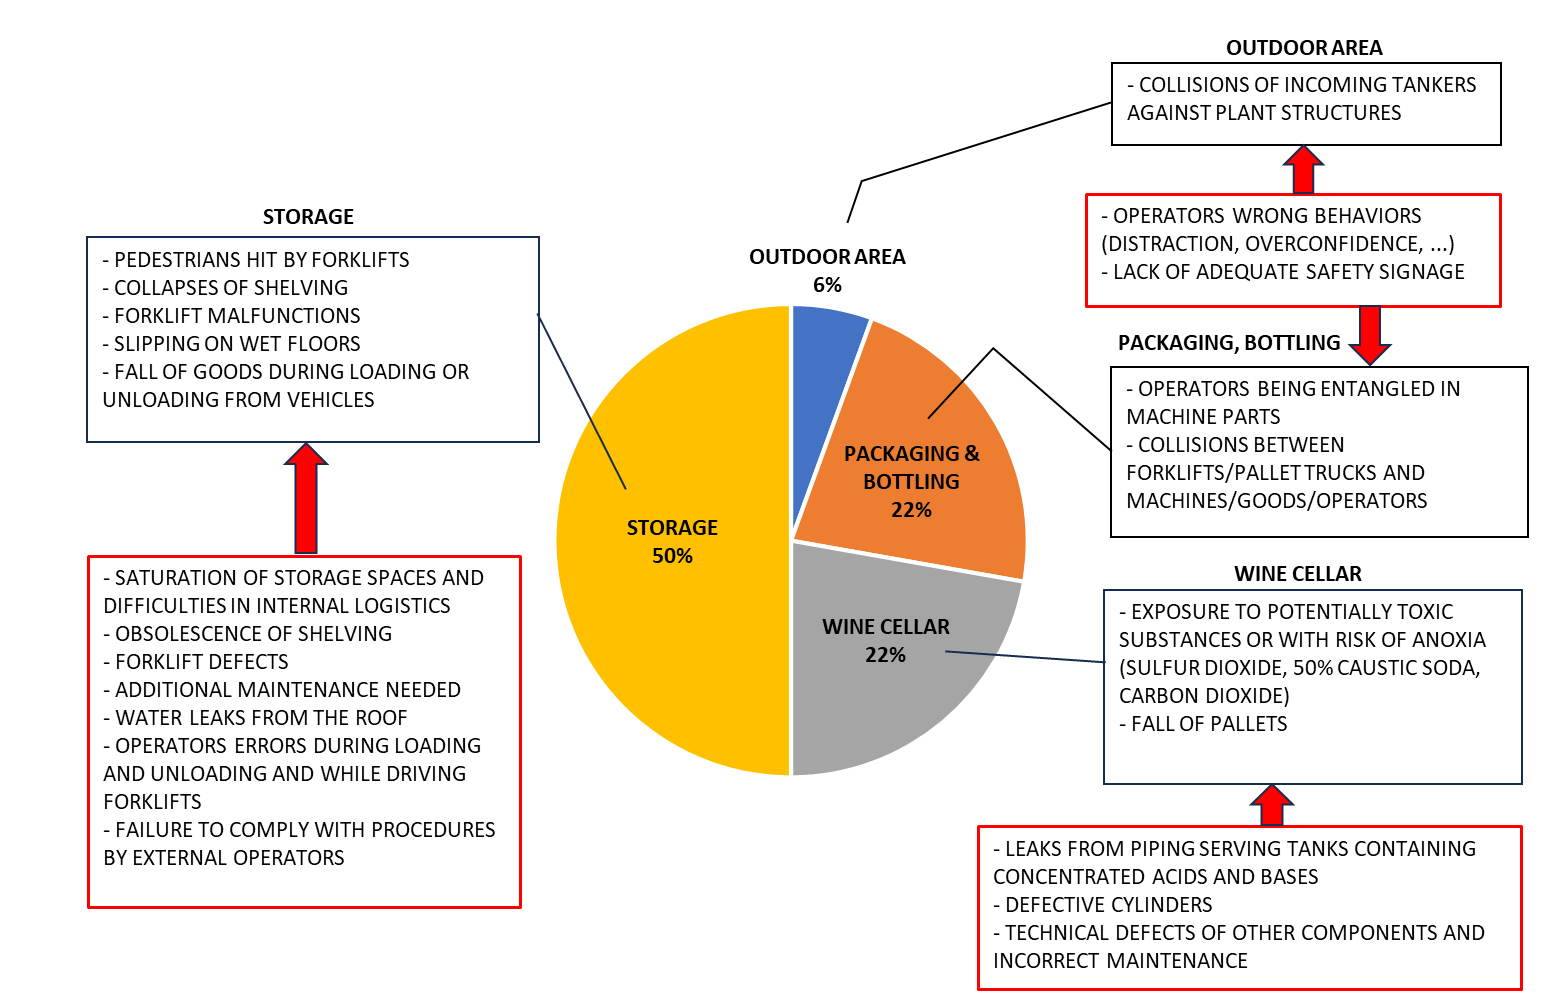 OUTDOOR AREA
- COLLISIONS OF INCOMING TANKERS
AGAINST PLANT STRUCTURES
- OPERATORS WRONG BEHAVIORS
(DISTRACTION, OVERCONFIDENCE, ...)
- LACK OF ADEQUATE SAFETY SIGNAGE
STORAGE
- PEDESTRIANS HIT BY FORKLIFTS
- COLLAPSES OF SHELVING
- FORKLIFT MALFUNCTIONS
- SLIPPING ON WET FLOORS
- FALL OF GOODS DURING LOADING OR
UNLOADING FROM VEHICLES
OUTDOOR AREA
6%
PACKAGING &
BOTTLING
22%
STORAGE
50%
WINE CELLAR
22%
PACKAGING, BOTTLING
- OPERATORS BEING ENTANGLED IN
MACHINE PARTS
- COLLISIONS BETWEEN
FORKLIFTS/PALLET TRUCKS AND
MACHINES/GOODS/OPERATORS
- SATURATION OF STORAGE SPACES AND
DIFFICULTIES IN INTERNAL LOGISTICS
- OBSOLESCENCE OF SHELVING
- FORKLIFT DEFECTS
- ADDITIONAL MAINTENANCE NEEDED
- WATER LEAKS FROM THE ROOF
- OPERATORS ERRORS DURING LOADING
AND UNLOADING AND WHILE DRIVING
FORKLIFTS
- FAILURE TO COMPLY WITH PROCEDURES
BY EXTERNAL OPERATORS
WINE CELLAR
- EXPOSURE TO POTENTIALLY TOXIC
SUBSTANCES OR WITH RISK OF ANOXIA
(SULFUR DIOXIDE, 50% CAUSTIC SODA,
CARBON DIOXIDE)
- FALL OF PALLETS
- LEAKS FROM PIPING SERVING TANKS CONTAINING
CONCENTRATED ACIDS AND BASES
- DEFECTIVE CYLINDERS
- TECHNICAL DEFECTS OF OTHER COMPONENTS AND
INCORRECT MAINTENANCE